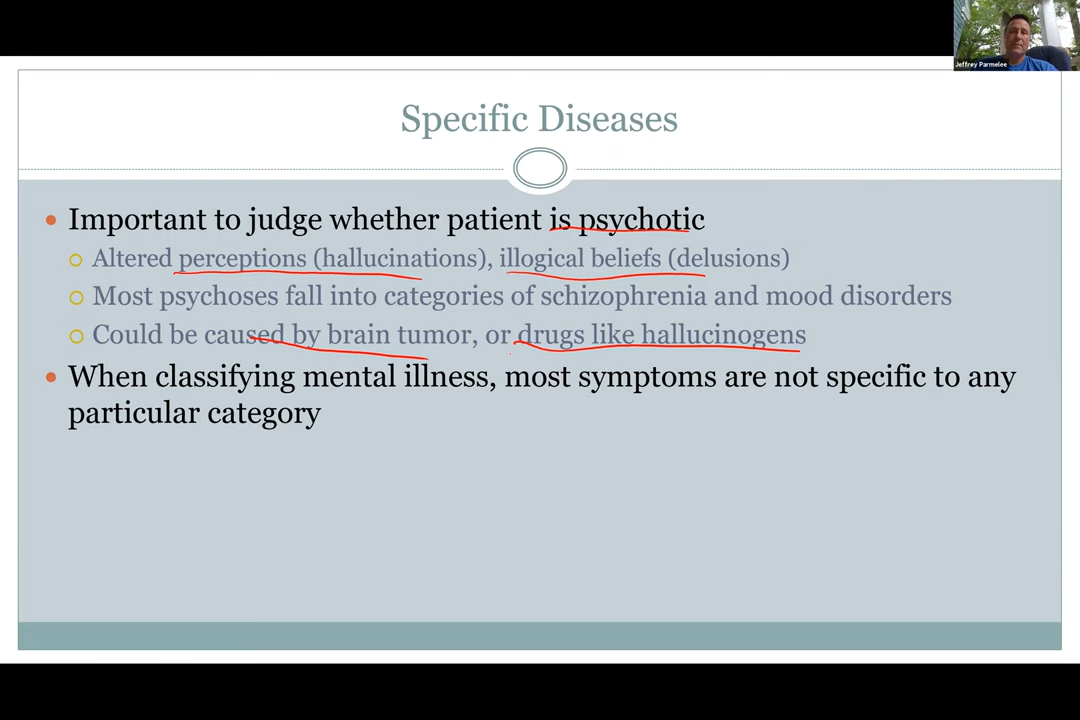 Jeffrey Parmelee
Specific Diseases
Important to judge whether patient is psychotic
Altered perceptions (hallucinations), illogical beliefs (delusions)
Most psychoses fall into categories of schizophrenia and mood disorders
Could be caused by brain tumor, or drugs like hallucinogens
When classifying mental illness, most symptoms are not specific to any
particular category